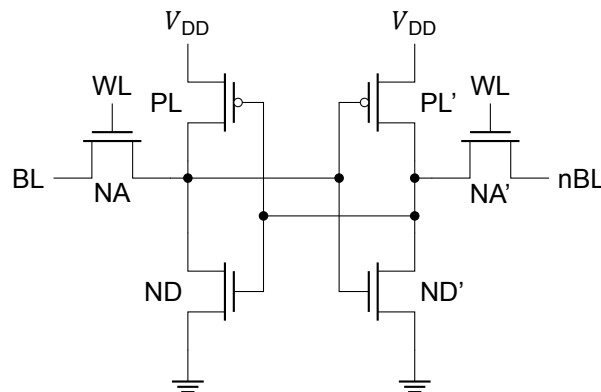 V_DD V_DD
WL PL PL’ WL
BL NA NA’ nBL
ND ND’